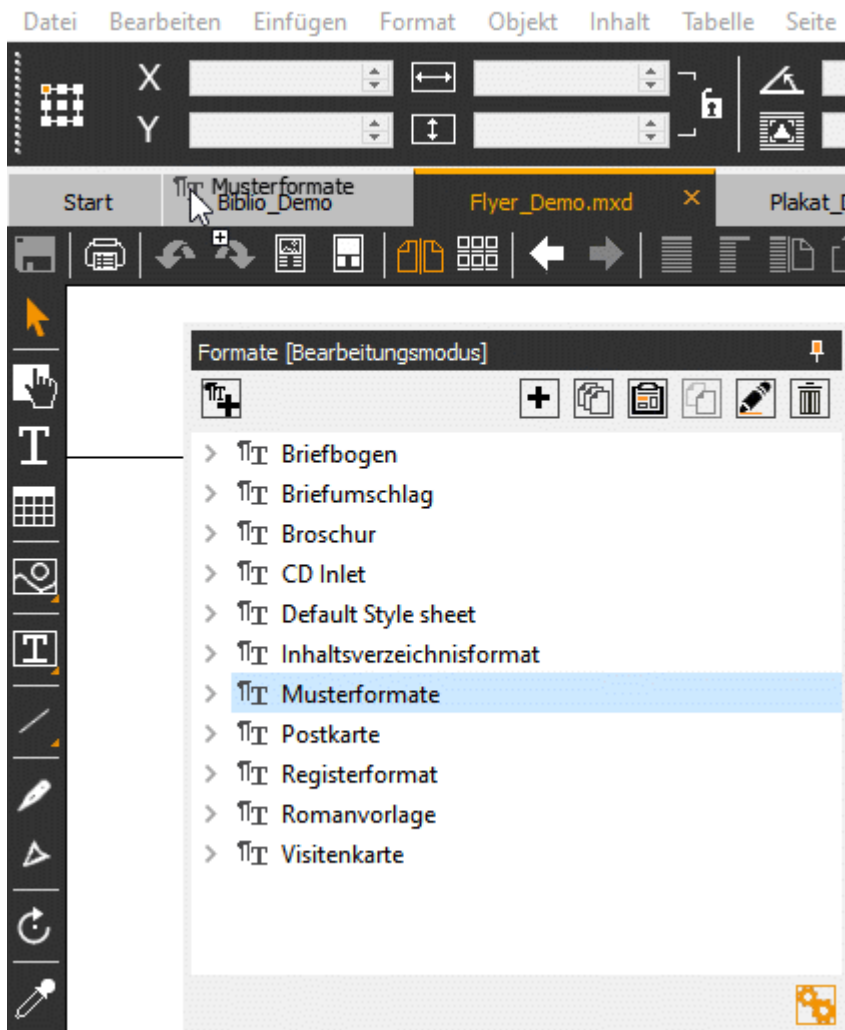 Datei Bearbeiten Einfügen Format Objekt Inhalt Tabelle Seite
X
Y
Musterformate
Start Biblio_Demo Flyer_Demo.mxd Plakat_
Formate [Bearbeitungsmodus]
Briefbogen
Briefumschlag
Broschur
CD Inlet
Default Style sheet
Inhaltsverzeichnisformat
Musterformate
Postkarte
Registerformat
Romanvorlage
Visitenkarte